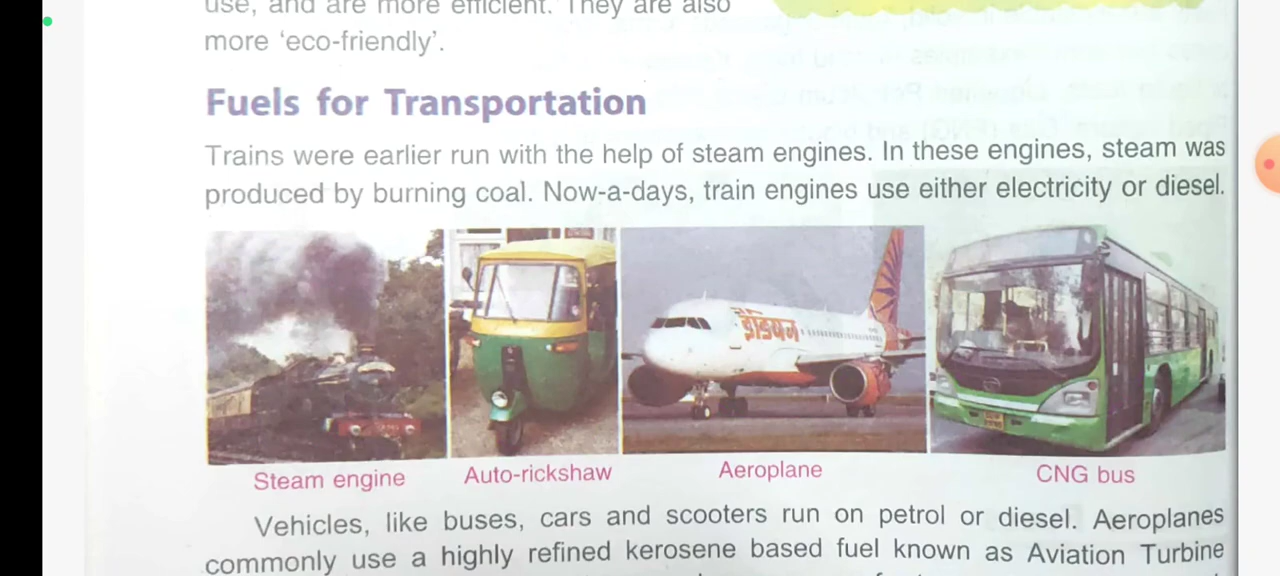 use, and are more efficient. They are also
more ‘eco-friendly’.
Fuels for Transportation
Trains were earlier run with the help of steam engines. In these engines, steam was
produced by burning coal. Now-a-days, train engines use either electricity or diesel.
इंडियन
Steam engine
Auto-rickshaw
Aeroplane
CNG bus
Vehicles, like buses, cars and scooters run on petrol or diesel. Aeroplanes
commonly use a highly refined kerosene based fuel known as Aviation Turbine